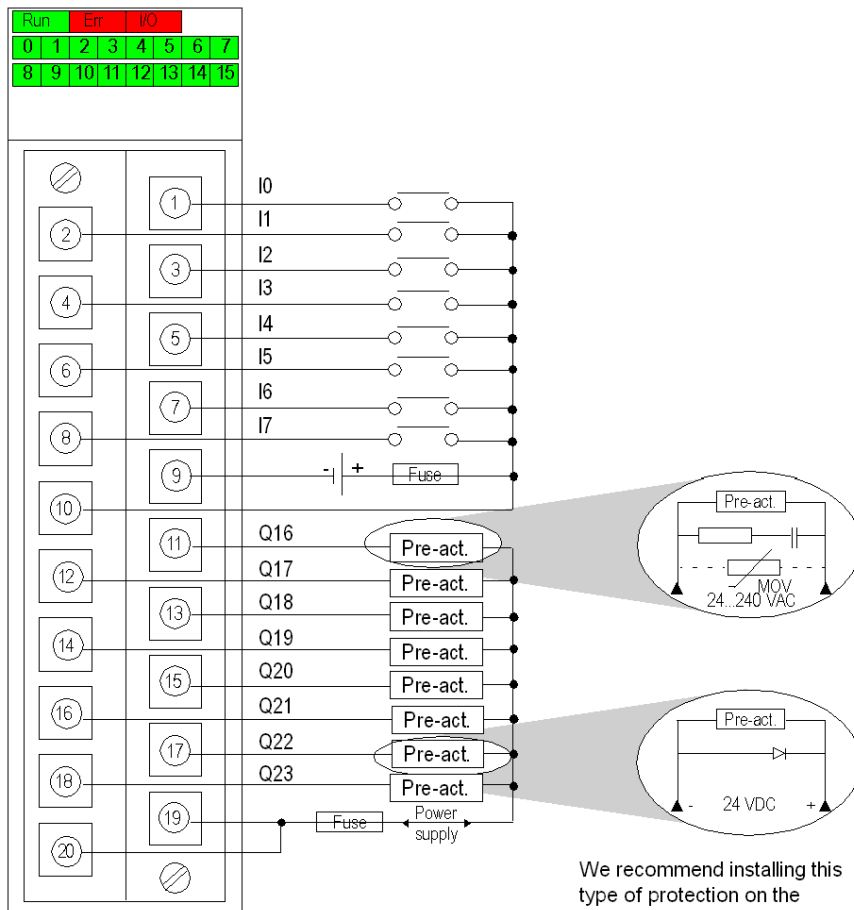 Run Err I/O
0 1 2 3 4 5 6 7
8 9 10 11 12 13 14 15
1 I0
2 I1
3 I2
4 I3
5 I4
6 I5
7 I6
8 I7
9 - + Fuse
10
11 Q16 Pre-act.
12 Q17 Pre-act.
13 Q18 Pre-act.
14 Q19 Pre-act.
15 Q20 Pre-act.
16 Q21 Pre-act.
17 Q22 Pre-act.
18 Q23 Pre-act.
19 Fuse Power
supply
20
Pre-act.
MOV
24...240 VAC
Pre-act.
- 24 VDC +
We recommend installing this
type of protection on the